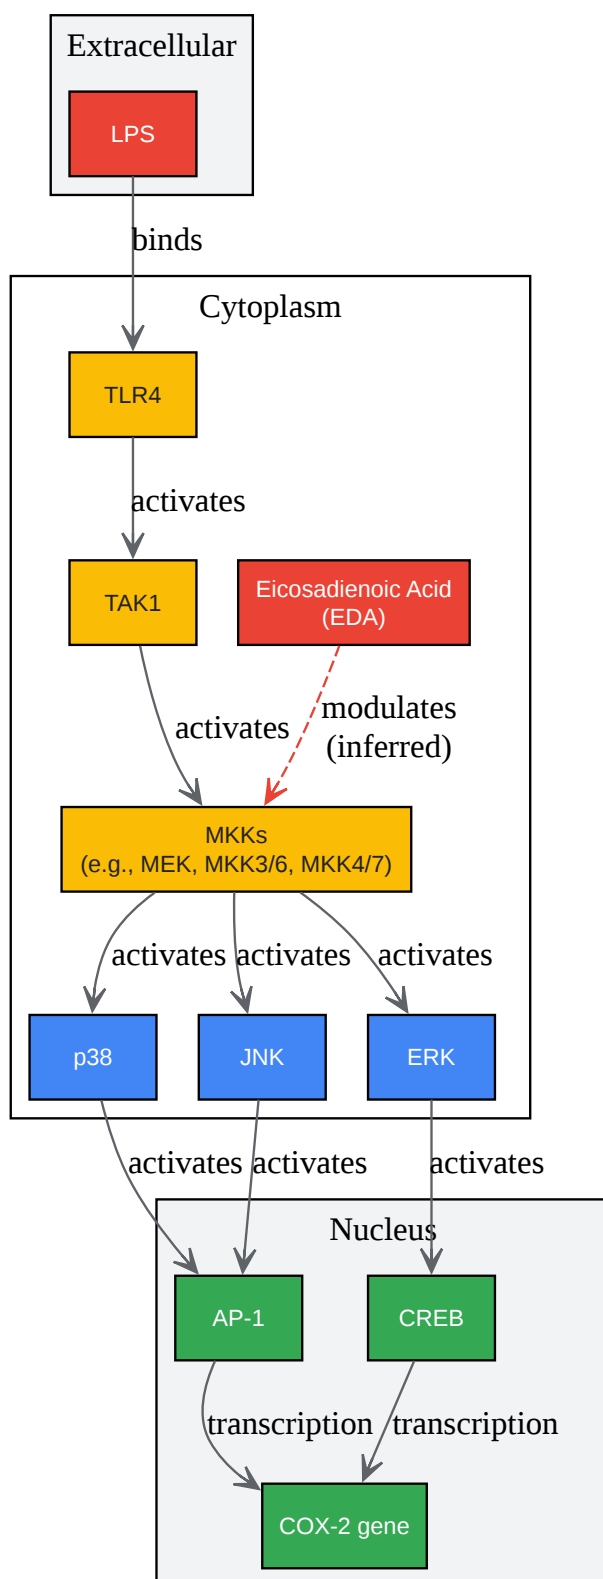 Extracellular
LPS
binds
Cytoplasm
TLR4
activates
TAK1
Eicosadienoic Acid
(EDA)
activates
modulates
(inferred)
MKKs
(e.g., MEK, MKK3/6, MKK4/7)
activates
activates
activates
p38
JNK
ERK
activates
activates
activates
Nucleus
AP-1
CREB
transcription
transcription
COX-2 gene